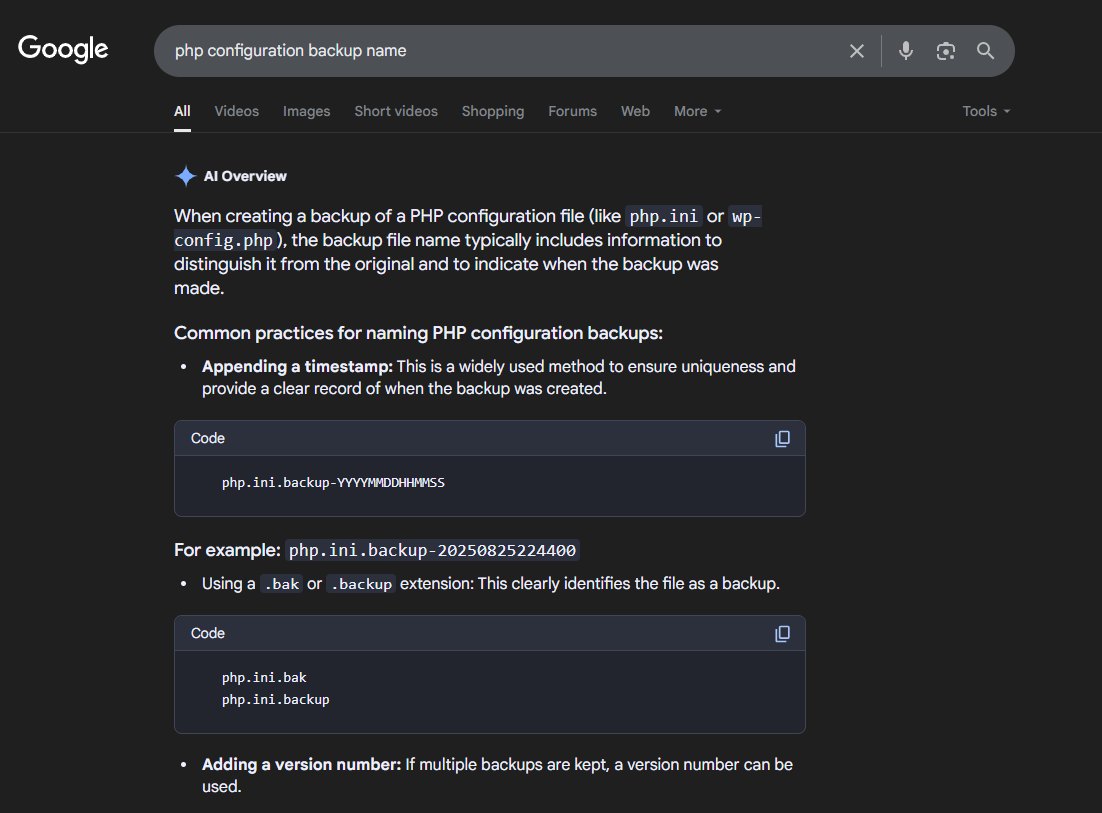 Google
php configuration backup name
All Videos Images Short videos Shopping Forums Web More Tools
AI Overview
When creating a backup of a PHP configuration file (like php.ini or wp-
config.php), the backup file name typically includes information to
distinguish it from the original and to indicate when the backup was
made.
Common practices for naming PHP configuration backups:
• Appending a timestamp: This is a widely used method to ensure uniqueness and
provide a clear record of when the backup was created.
Code
php.ini.backup-YYYYMMDDHHMMSS
For example: php.ini.backup-20250825224400
• Using a .bak or .backup extension: This clearly identifies the file as a backup.
Code
php.ini.bak
php.ini.backup
• Adding a version number: If multiple backups are kept, a version number can be
used.